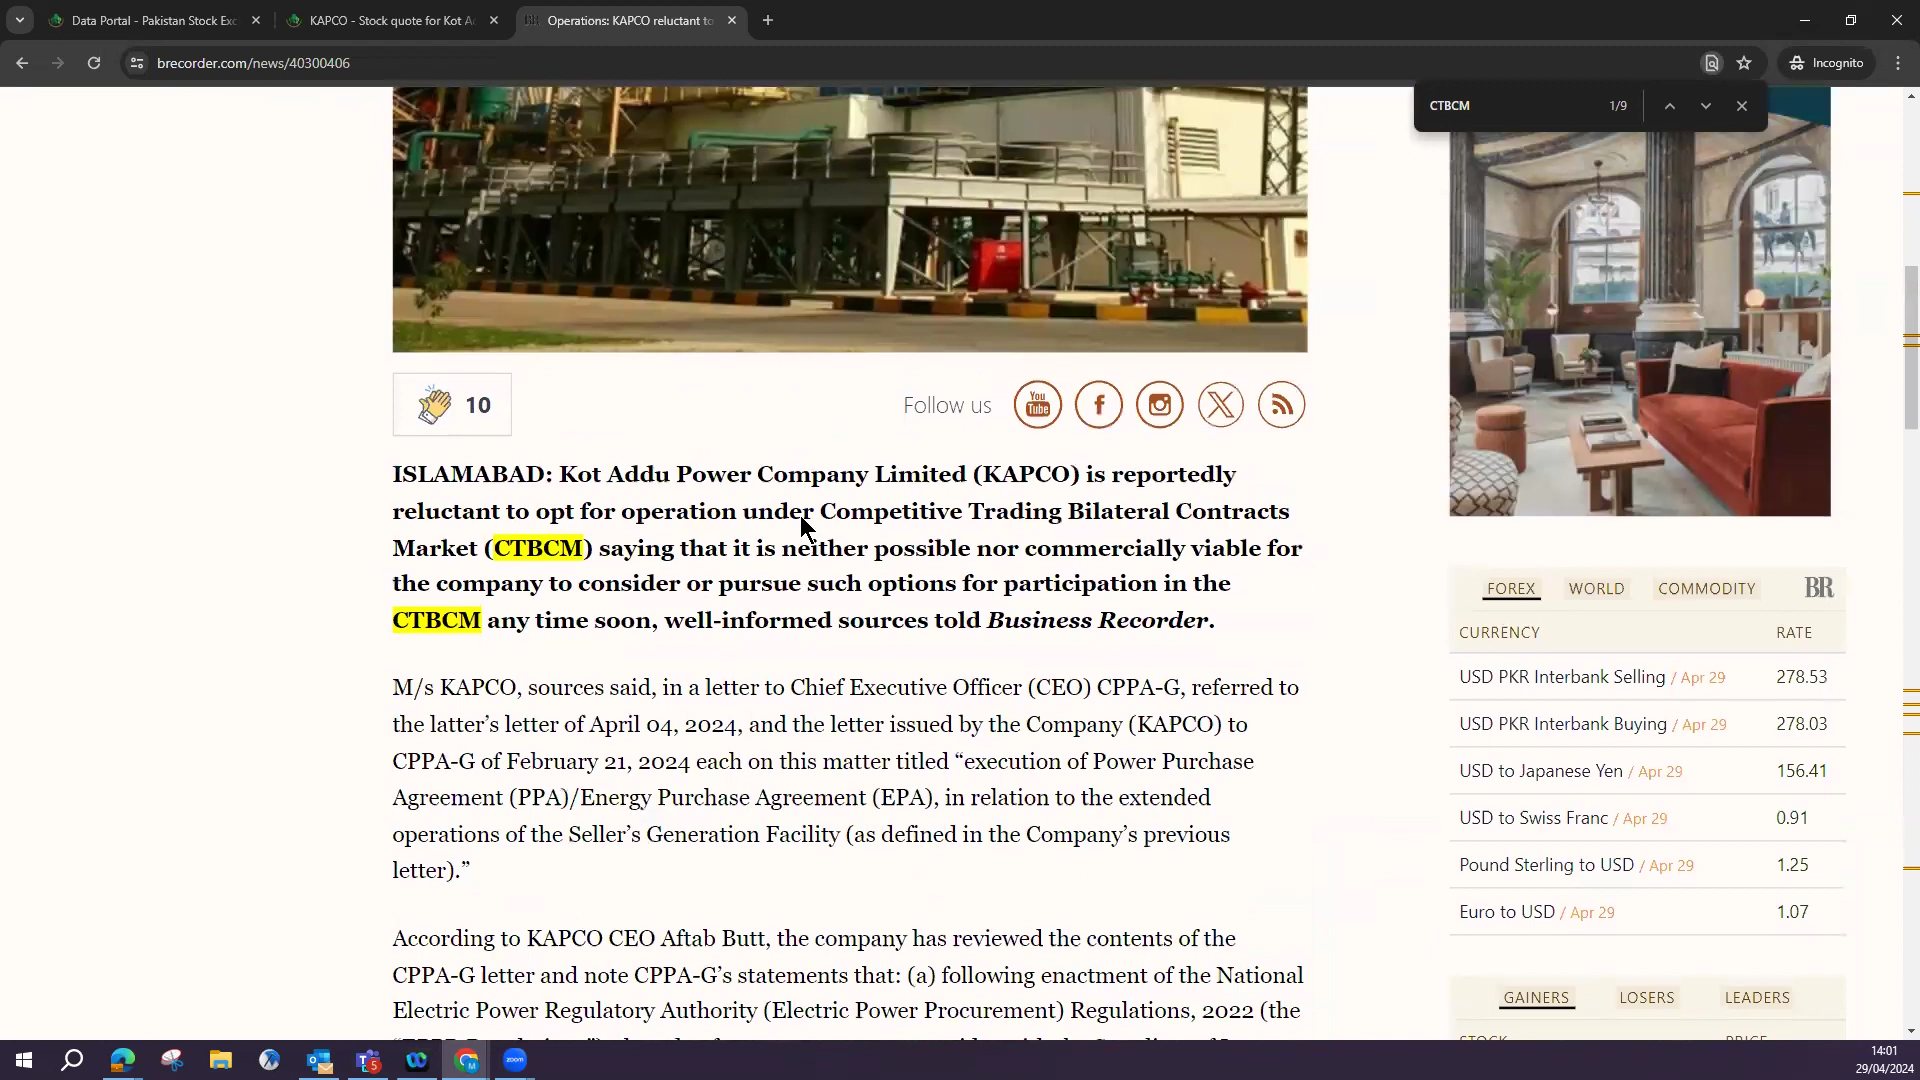 Data Portal - Pakistan Stock Exc
KAPCO - Stock quote for Kot A
Operations: KAPCO reluctant to
brecorder.com/news/40300406
Incognito
CTBCM 1/9
10
Follow us
You Tube
ISLAMABAD: Kot Addu Power Company Limited (KAPCO) is reportedly
reluctant to opt for operation under Competitive Trading Bilateral Contracts
Market (CTBCM) saying that it is neither possible nor commercially viable for
the company to consider or pursue such options for participation in the
CTBCM any time soon, well-informed sources told Business Recorder.
M/s KAPCO, sources said, in a letter to Chief Executive Officer (CEO) CPPA-G, referred to
the latter’s letter of April 04, 2024, and the letter issued by the Company (KAPCO) to
CPPA-G of February 21, 2024 each on this matter titled “execution of Power Purchase
Agreement (PPA)/Energy Purchase Agreement (EPA), in relation to the extended
operations of the Seller’s Generation Facility (as defined in the Company’s previous
letter).”
According to KAPCO CEO Aftab Butt, the company has reviewed the contents of the
CPPA-G letter and note CPPA-G’s statements that: (a) following enactment of the National
Electric Power Regulatory Authority (Electric Power Procurement) Regulations, 2022 (the
FOREX WORLD COMMODITY BR
CURRENCY RATE
USD PKR Interbank Selling / Apr 29 278.53
USD PKR Interbank Buying / Apr 29 278.03
USD to Japanese Yen / Apr 29 156.41
USD to Swiss Franc / Apr 29 0.91
Pound Sterling to USD / Apr 29 1.25
Euro to USD / Apr 29 1.07
GAINERS LOSERS LEADERS
STOCK PRICE
5
zoom
14:01
29/04/2024